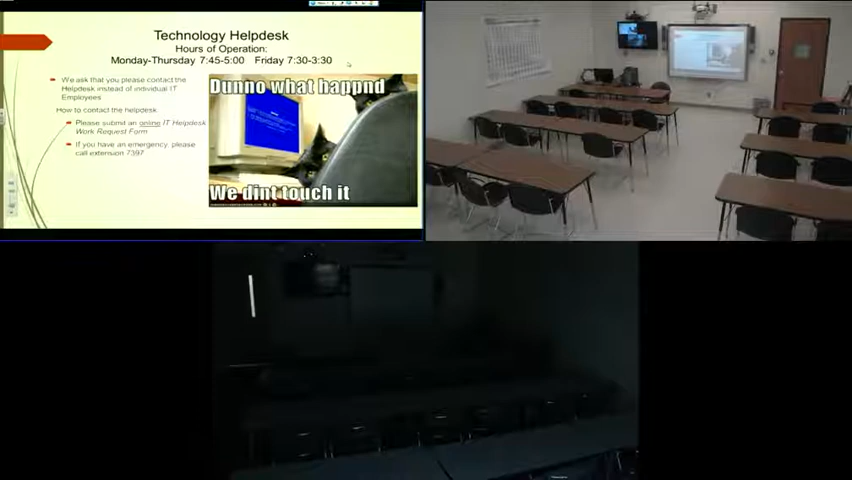 Technology Helpdesk
Hours of Operation:
Monday-Thursday 7:45-5:00 Friday 7:30-3:30
We ask that you please contact the
Helpdesk instead of individual IT
Employees
How to contact the helpdesk
Please submit an online IT Helpdesk
Work Request Form
If you have an emergency, please
call extension 7397
Dunno what happnd
We dint touch it